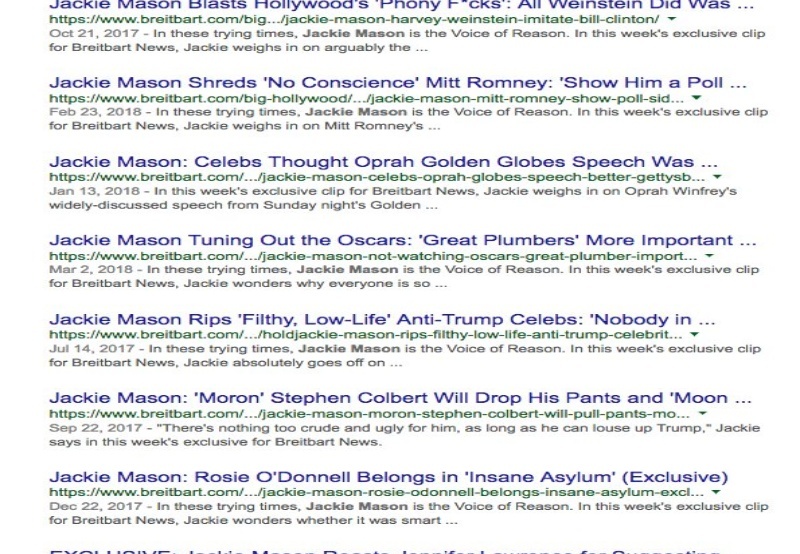 Jackie Mason Blasts Hollywood's 'Phony F*cks': All Weinstein Did Was ...
https://www.breitbart.com/big.../jackie-mason-harvey-weinstein-imitate-bill-clinton/
Oct 21, 2017 - In these trying times, Jackie Mason is the Voice of Reason. In this week's exclusive clip
for Breitbart News, Jackie weighs in on arguably the ...
Jackie Mason Shreds 'No Conscience' Mitt Romney: 'Show Him a Poll ...
https://www.breitbart.com/big-hollywood/.../jackie-mason-mitt-romney-show-poll-sid...
Feb 23, 2018 - In these trying times, Jackie Mason is the Voice of Reason. In this week's exclusive clip
for Breitbart News, Jackie weighs in on Mitt Romney's ...
Jackie Mason: Celebs Thought Oprah Golden Globes Speech Was ...
https://www.breitbart.com/.../jackie-mason-celebs-oprah-globes-speech-better-gettysb...
Jan 13, 2018 - In this week's exclusive clip for Breitbart News, Jackie weighs in on Oprah Winfrey's
widely-discussed speech from Sunday night's Golden ...
Jackie Mason Tuning Out the Oscars: 'Great Plumbers' More Important ...
https://www.breitbart.com/.../jackie-mason-not-watching-oscars-great-plumber-import...
Mar 2, 2018 - In these trying times, Jackie Mason is the Voice of Reason. In this week's exclusive clip
for Breitbart News, Jackie wonders why everyone is so ...
Jackie Mason Rips 'Filthy, Low-Life' Anti-Trump Celebs: 'Nobody in ...
https://www.breitbart.com/.../holdjackie-mason-rips-filthy-low-life-anti-trump-celebrit...
Jul 14, 2017 - In these trying times, Jackie Mason is the Voice of Reason. In this week's exclusive clip
for Breitbart News, Jackie absolutely goes off on ...
Jackie Mason: 'Moron' Stephen Colbert Will Drop His Pants and 'Moon ...
https://www.breitbart.com/.../jackie-mason-moron-stephen-colbert-will-pull-pants-mo...
Sep 22, 2017 - "There's nothing too crude and ugly for him, as long as he can louse up Trump," Jackie
says in this week's exclusive for Breitbart News.
Jackie Mason: Rosie O'Donnell Belongs in 'Insane Asylum' (Exclusive)
https://www.breitbart.com/.../jackie-mason-rosie-odonnell-belongs-insane-asylum-excl...
Dec 22, 2017 - In these trying times, Jackie Mason is the Voice of Reason. In this week's exclusive clip
for Breitbart News, Jackie wonders whether it was smart ...
EXCLUSIVE: Jackie Mason Roasts Jennifer Lawrence for Suggesting